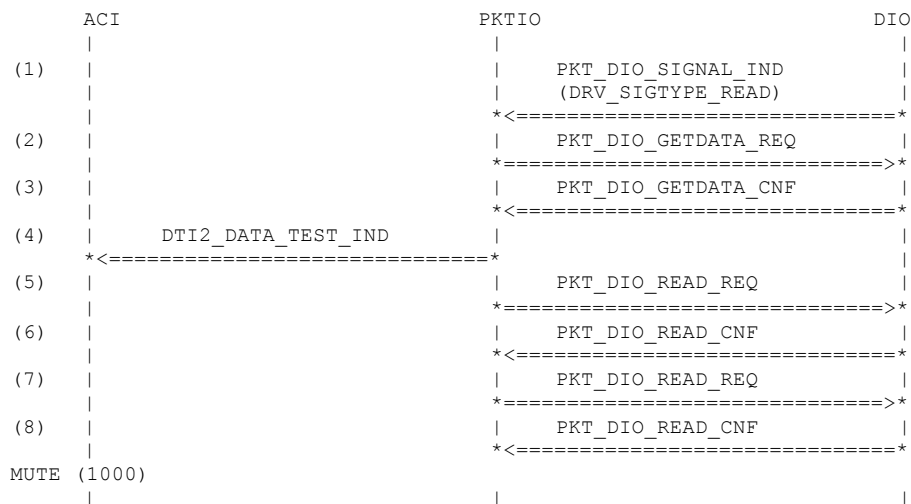 ACI PKTIO DIO
| | |
(1) | | PKT_DIO_SIGNAL_IND |
| | (DRV_SIGTYPE_READ) |
| *<=============================*
(2) | | PKT_DIO_GETDATA_REQ |
| *=============================>*
(3) | | PKT_DIO_GETDATA_CNF |
| *<=============================*
(4) | DTI2_DATA_TEST_IND | |
*<=============================* |
(5) | | PKT_DIO_READ_REQ |
| *=============================>*
(6) | | PKT_DIO_READ_CNF |
| *<=============================*
(7) | | PKT_DIO_READ_REQ |
| *=============================>*
(8) | | PKT_DIO_READ_CNF |
| *<=============================*
MUTE (1000)
| | |